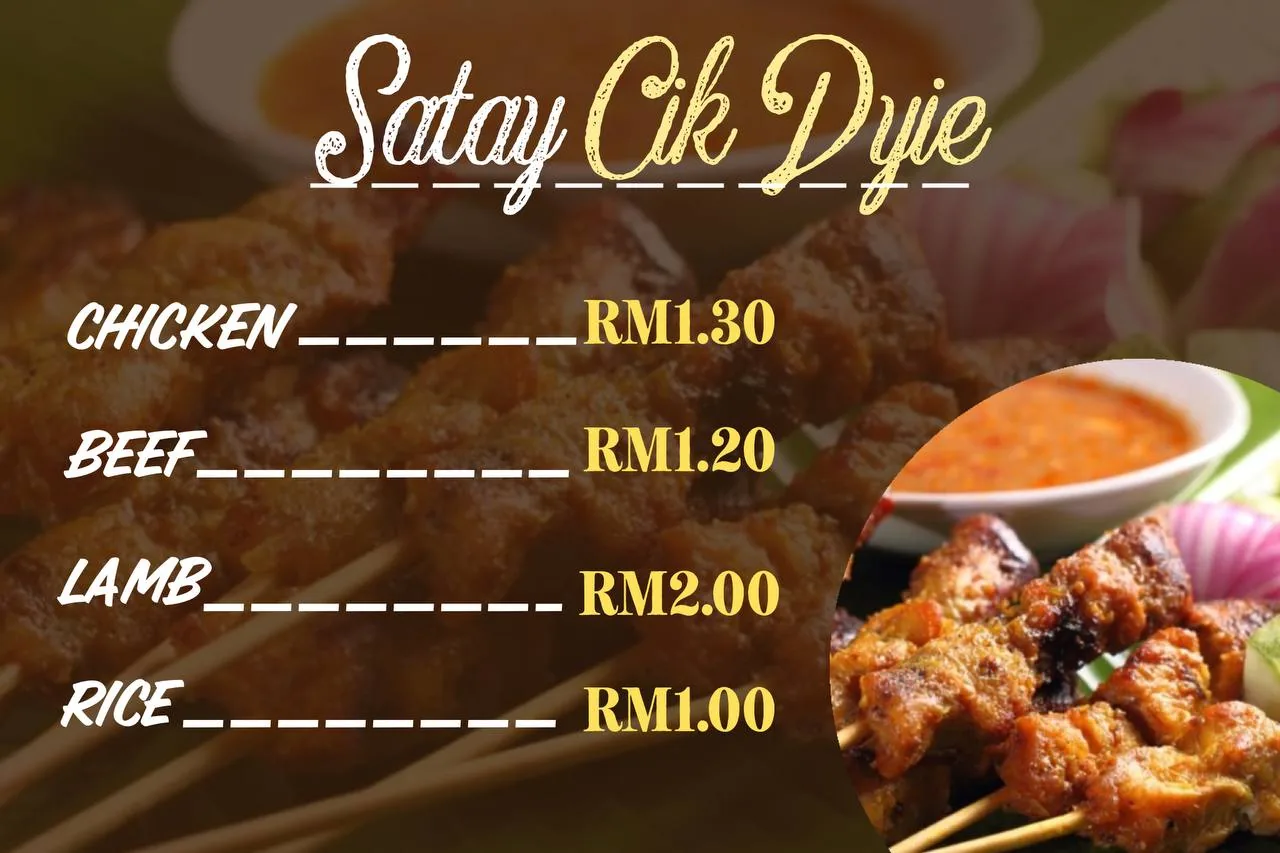 Satay Cik Dyie
CHICKEN RM1.30
BEEF RM1.20
LAMB RM2.00
RICE RM1.00